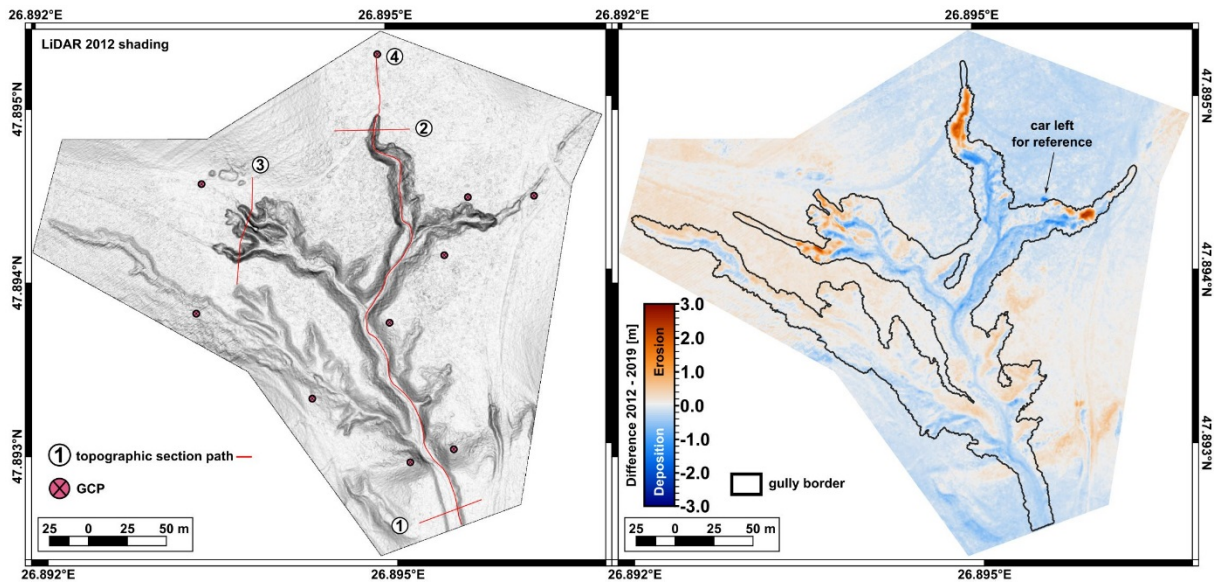 26.892°E
26.895°E
26.892°E
26.895°E
LiDAR 2012 shading
4
47.895°N
47.895°N
2
car left
for reference
3
47.894°N
47.894°N
3.0
2.0
1.0
0.0
-1.0
-2.0
-3.0
Difference 2012 - 2019 [m]
Erosion
Deposition
47.893°N
47.893°N
1 topographic section path
GCP
gully border
1
25 0 25 50 m
25 0 25 50 m
26.892°E
26.895°E
26.892°E
26.895°E